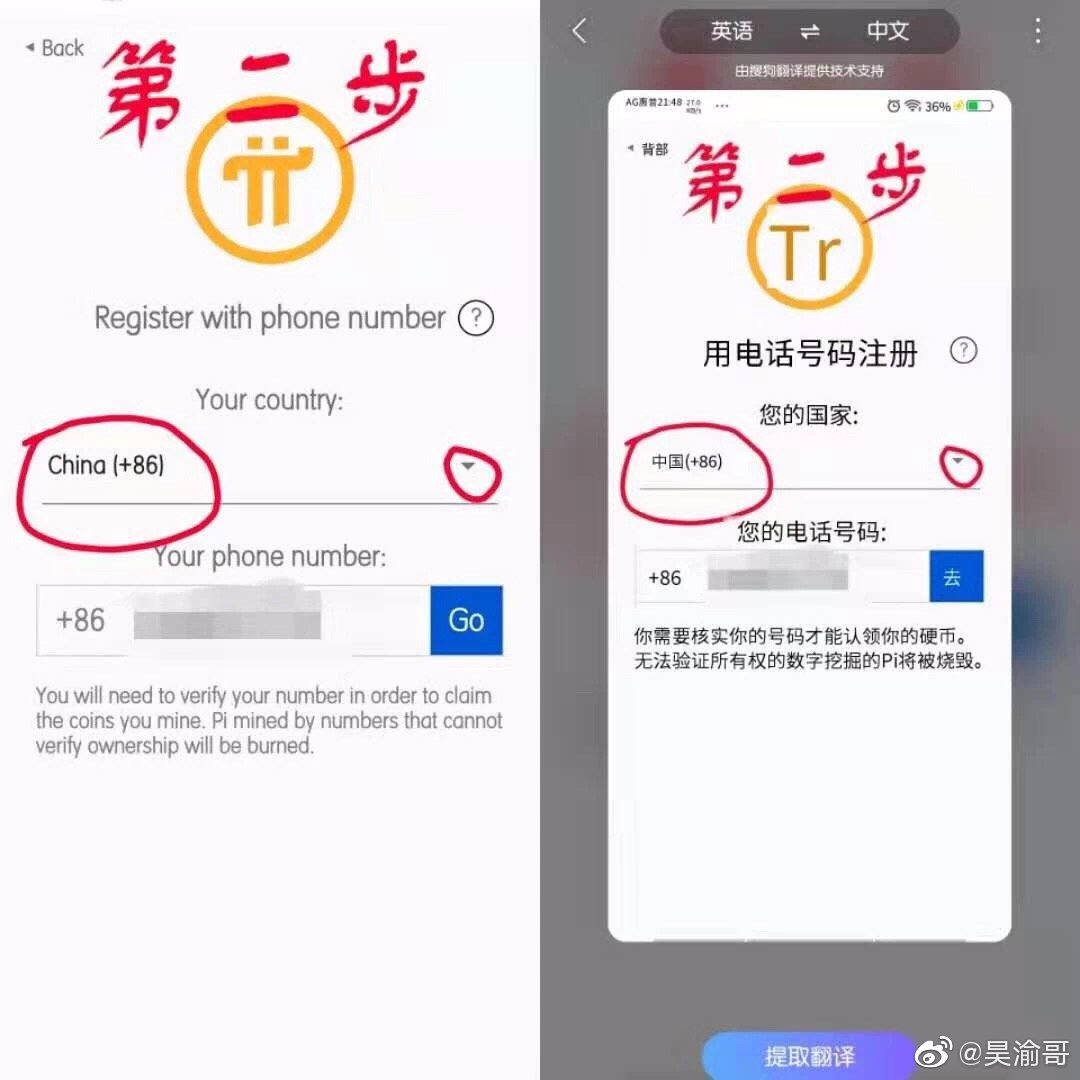 ◂ Back
第二步
Register with phone number ?
Your country:
China (+86)
Your phone number:
+86
Go
You will need to verify your number in order to claim
the coins you mine. Pi mined by numbers that cannot
verify ownership will be burned.
英语 ⇌ 中文
由搜狗翻译提供技术支持
AG惠普21:48 27.0 KB/s ... 36%
◂ 背部
第二步
Tr
用电话号码注册 ?
您的国家:
中国(+86)
您的电话号码:
+86
去
你需要核实你的号码才能认领你的硬币。
无法验证所有权的数字挖掘的Pi将被烧毁。
提取翻译
@昊渝哥